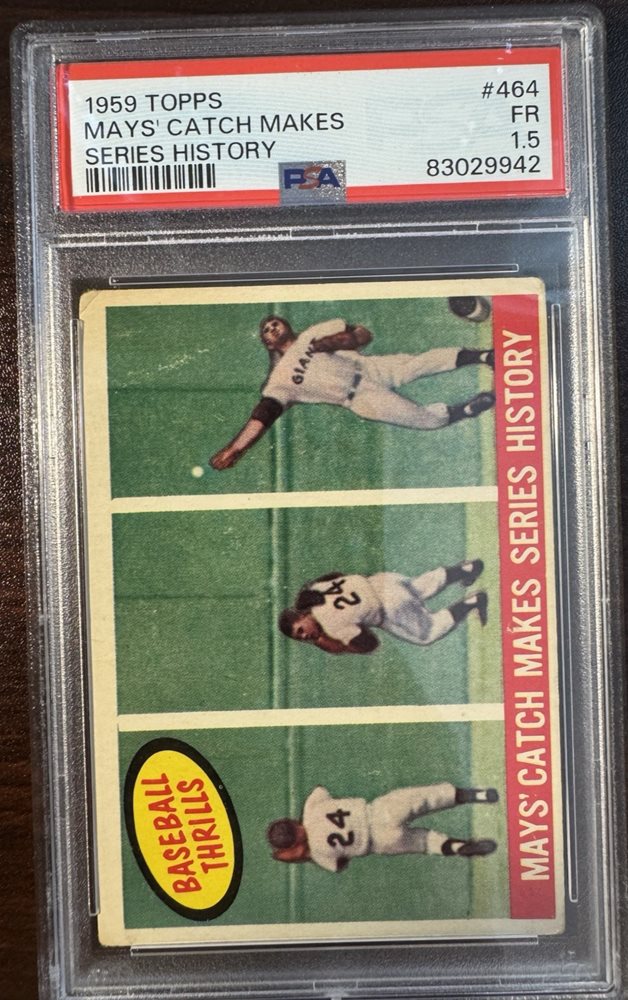 1959 TOPPS #464
MAYS' CATCH MAKES FR
SERIES HISTORY 1.5
83029942
PSA
GIANT
24
24
BASEBALL
THRILLS
MAYS' CATCH MAKES SERIES HISTORY